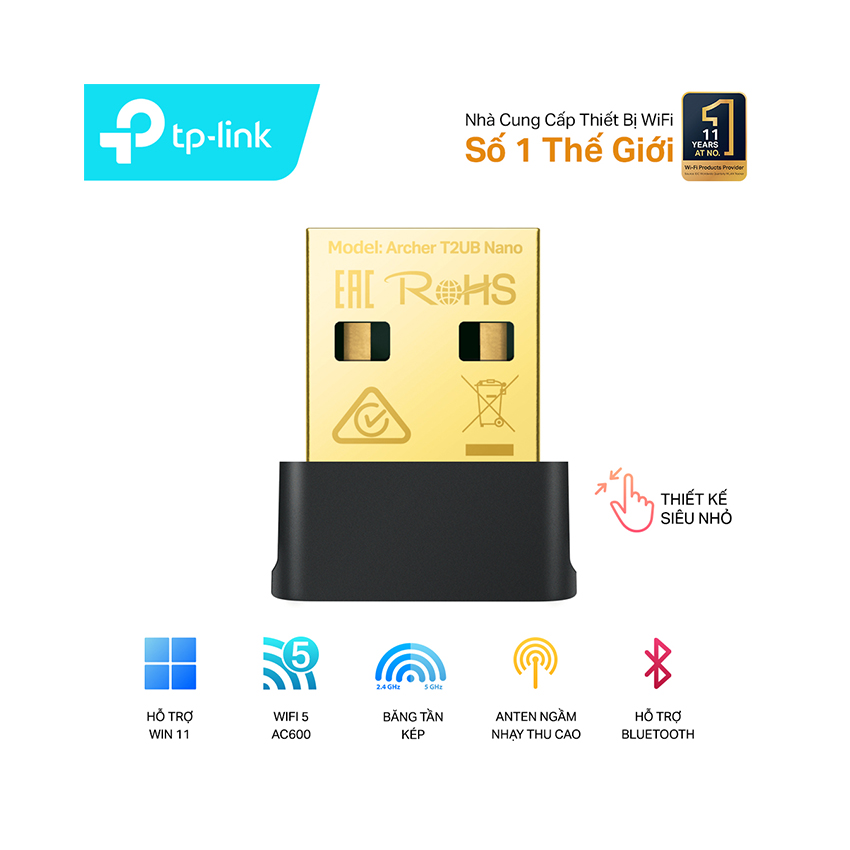 tp-link
Nhà Cung Cấp Thiết Bị WiFi
Số 1 Thế Giới
1
11
YEARS
AT NO.
Wi-Fi Products Provider
Model: Archer T2UB Nano
EAC RoHS
THIẾT KẾ
SIÊU NHỎ
5
2.4 GHz 5 GHz
HỖ TRỢ
WIN 11
WIFI 5
AC600
BĂNG TẦN
KÉP
ANTEN NGẦM
NHẠY THU CAO
HỖ TRỢ
BLUETOOTH